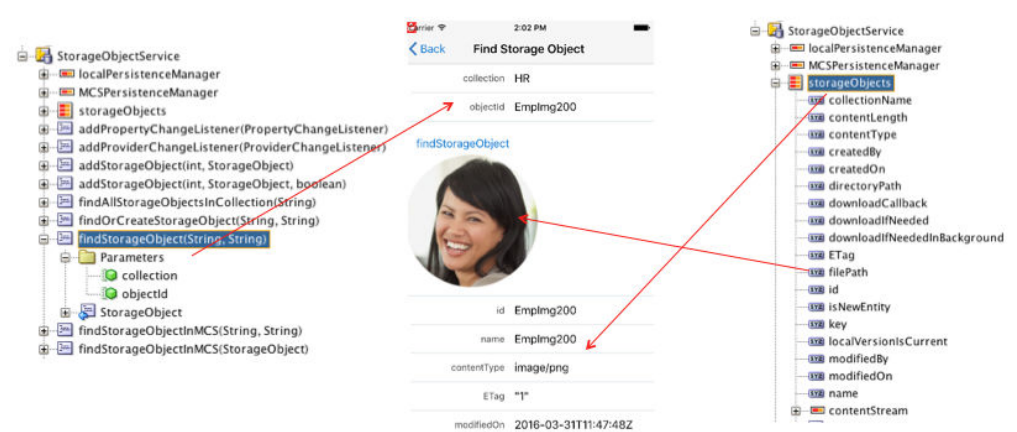 StorageObjectService
localPersistenceManager
MCSPersistenceManager
storageObjects
addPropertyChangeListener(PropertyChangeListener)
addProviderChangeListener(ProviderChangeListener)
addStorageObject(int, StorageObject)
addStorageObject(int, StorageObject, boolean)
findAllStorageObjectsInCollection(String)
findOrCreateStorageObject(String, String)
findStorageObject(String, String)
Parameters
collection
objectId
StorageObject
findStorageObjectInMCS(String, String)
findStorageObjectInMCS(StorageObject)
2:02 PM
Back Find Storage Object
collection HR
objectId EmpImg200
findStorageObject
id EmpImg200
name EmpImg200
contentType image/png
ETag "1"
modifiedOn 2016-03-31T11:47:48Z
StorageObjectService
localPersistenceManager
MCSPersistenceManager
storageObjects
collectionName
contentLength
contentType
createdBy
createdOn
directoryPath
downloadCallback
downloadIfNeeded
downloadIfNeededInBackground
ETag
filePath
id
isNewEntity
key
localVersionIsCurrent
modifiedBy
modifiedOn
name
contentStream